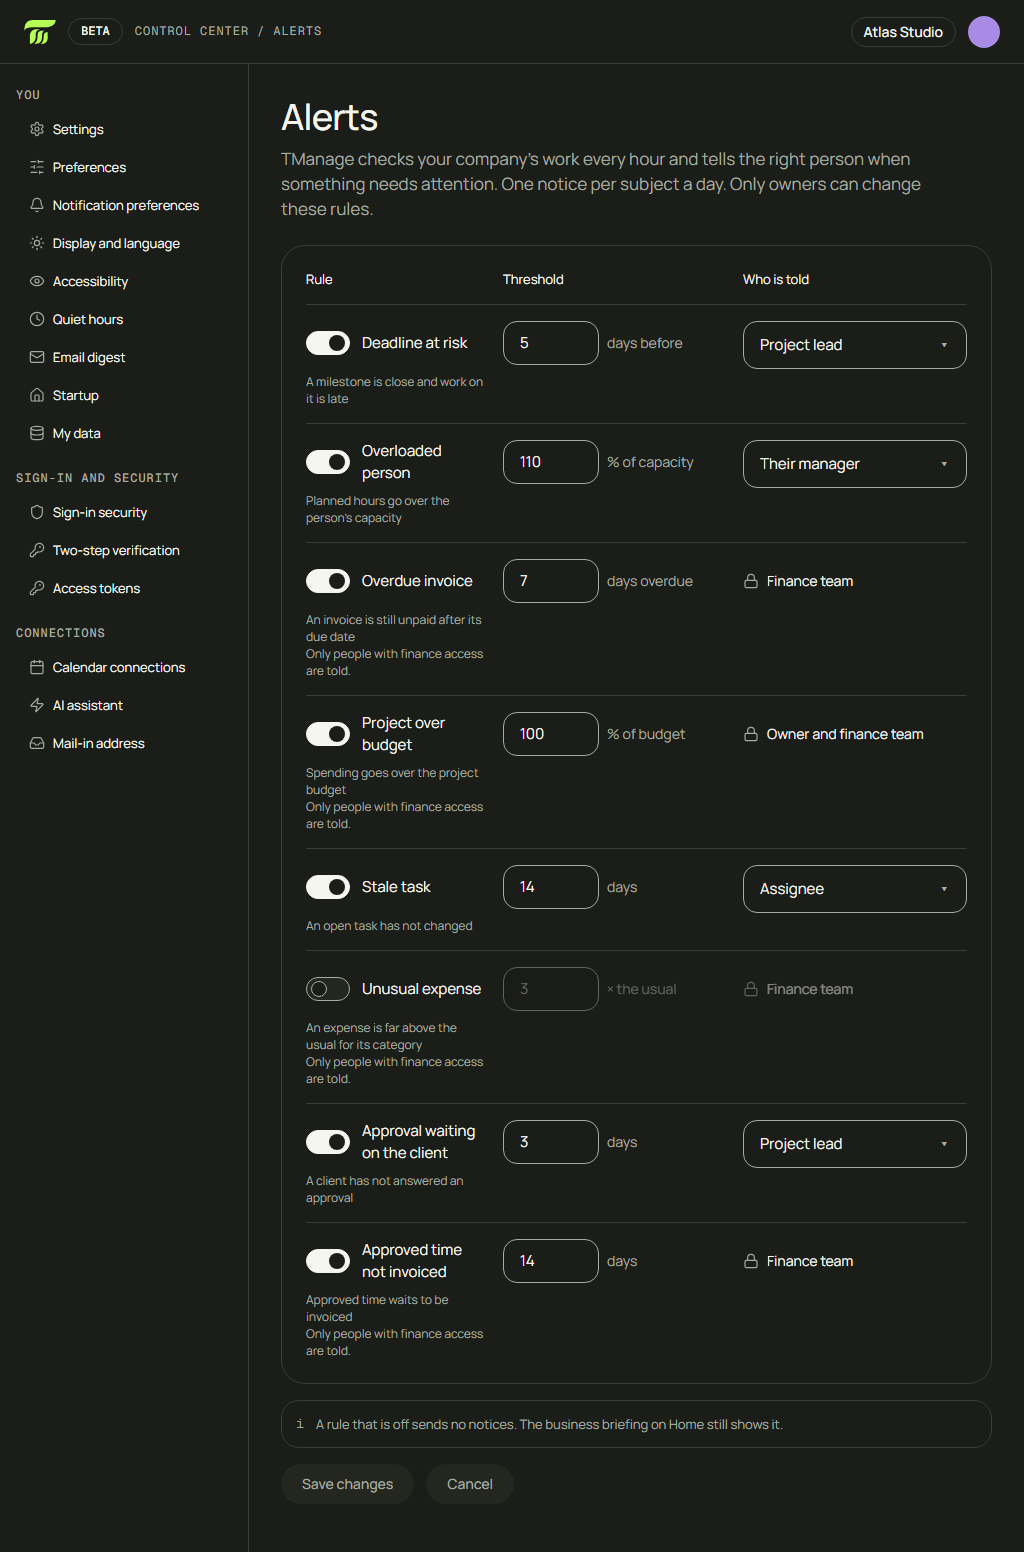 BETA
CONTROL CENTER / ALERTS
Atlas Studio
YOU
Settings
Preferences
Notification preferences
Display and language
Accessibility
Quiet hours
Email digest
Startup
My data
SIGN-IN AND SECURITY
Sign-in security
Two-step verification
Access tokens
CONNECTIONS
Calendar connections
AI assistant
Mail-in address
Alerts
TManage checks your company's work every hour and tells the right person when
something needs attention. One notice per subject a day. Only owners can change
these rules.
Rule Threshold Who is told
Deadline at risk 5 days before Project lead
A milestone is close and work on
it is late
Overloaded
person
110 % of capacity Their manager
Planned hours go over the
person's capacity
Overdue invoice 7 days overdue Finance team
An invoice is still unpaid after its
due date
Only people with finance access
are told.
Project over
budget
100 % of budget Owner and finance team
Spending goes over the project
budget
Only people with finance access
are told.
Stale task 14 days Assignee
An open task has not changed
Unusual expense 3 × the usual Finance team
An expense is far above the
usual for its category
Only people with finance access
are told.
Approval waiting
on the client
3 days Project lead
A client has not answered an
approval
Approved time
not invoiced
14 days Finance team
Approved time waits to be
invoiced
Only people with finance access
are told.
i A rule that is off sends no notices. The business briefing on Home still shows it.
Save changes Cancel